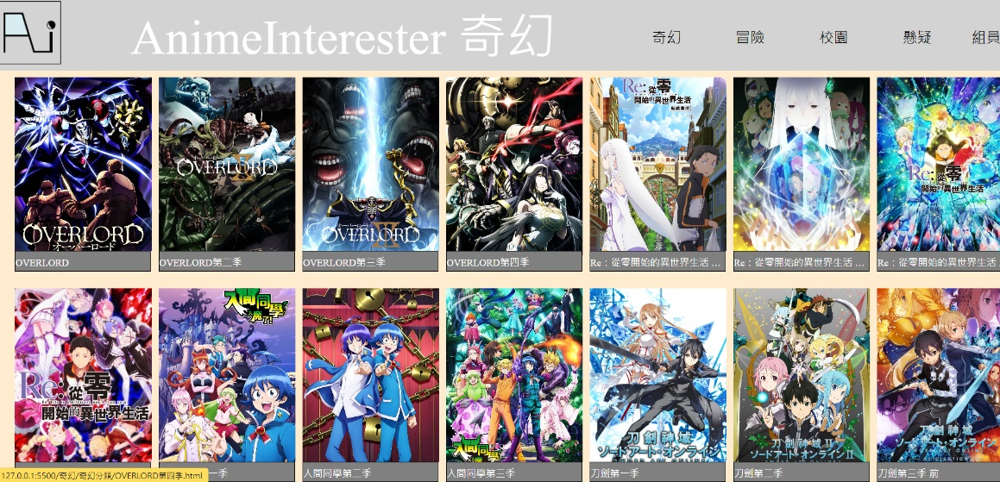 Ai
AnimeInterester 奇幻
奇幻
冒險
校園
懸疑
組員
OVERLORD
オーバーロード
OVERLORD
OVERLORD
Re:從零
開始的異世界生活
Re:從零
開始的異世界生活
OVERLORD
OVERLORD第二季
OVERLORD第三季
OVERLORD第四季
Re：從零開始的異世界生活 ...
Re：從零開始的異世界生活 ...
Re：從零開始的異世界生活
Re:從零
開始的異世界生活
入間同學
入魔了!
入間同學
刀劍神域
ソードアート・オンライン
刀劍神域II
ソードアート・オンラインII
刀劍神域
ソードアート・オンライン
一季
入間同學第二季
入間同學第三季
刀劍第一季
刀劍第二季
刀劍第三季 前
127.0.0.1:5500/奇幻/奇幻分類/OVERLORD第四季.html